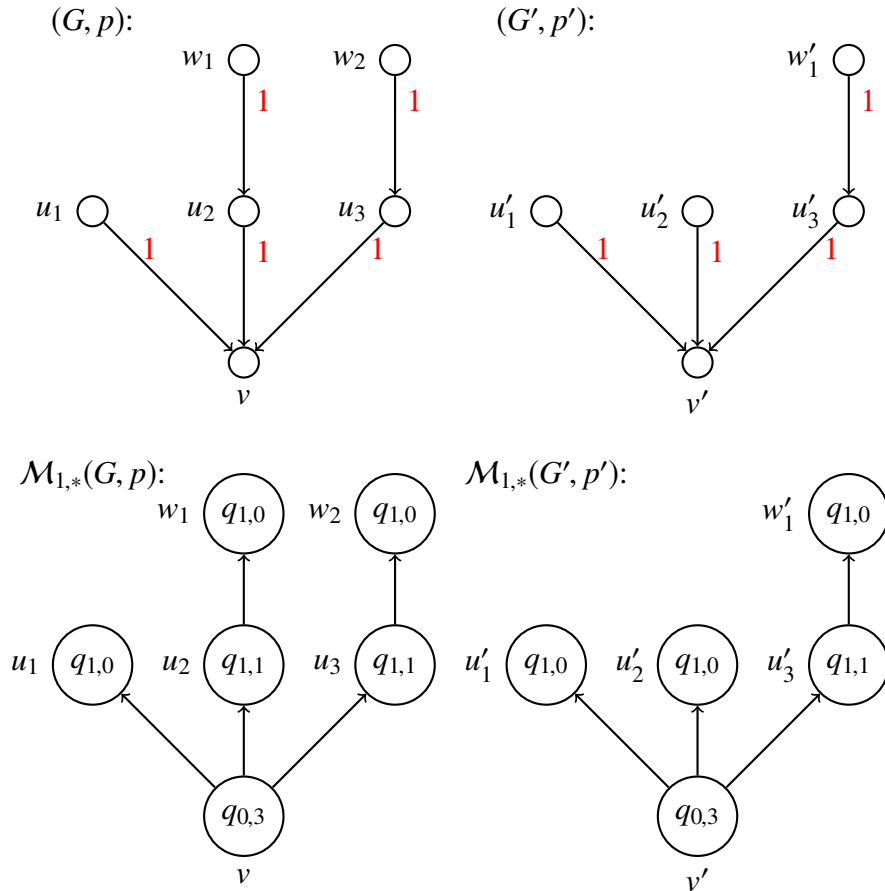 (G, p): (G′, p′):
w₁ w₂ w′₁
1 1 1
u₁ u₂ u₃ u′₁ u′₂ u′₃
1 1 1 1 1 1
v v′
ℳ₁,∗(G, p): ℳ₁,∗(G′, p′):
w₁ q₁,₀ w₂ q₁,₀ w′₁ q₁,₀
u₁ q₁,₀ u₂ q₁,₁ u₃ q₁,₁ u′₁ q₁,₀ u′₂ q₁,₀ u′₃ q₁,₁
q₀,₃ q₀,₃
v v′